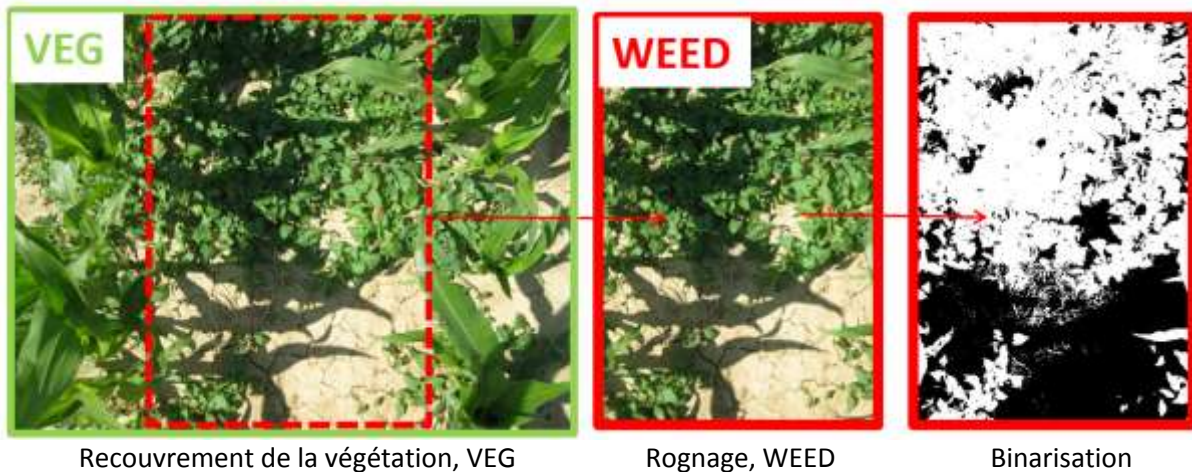 VEG
WEED
Recouvrement de la végétation, VEG
Rognage, WEED
Binarisation